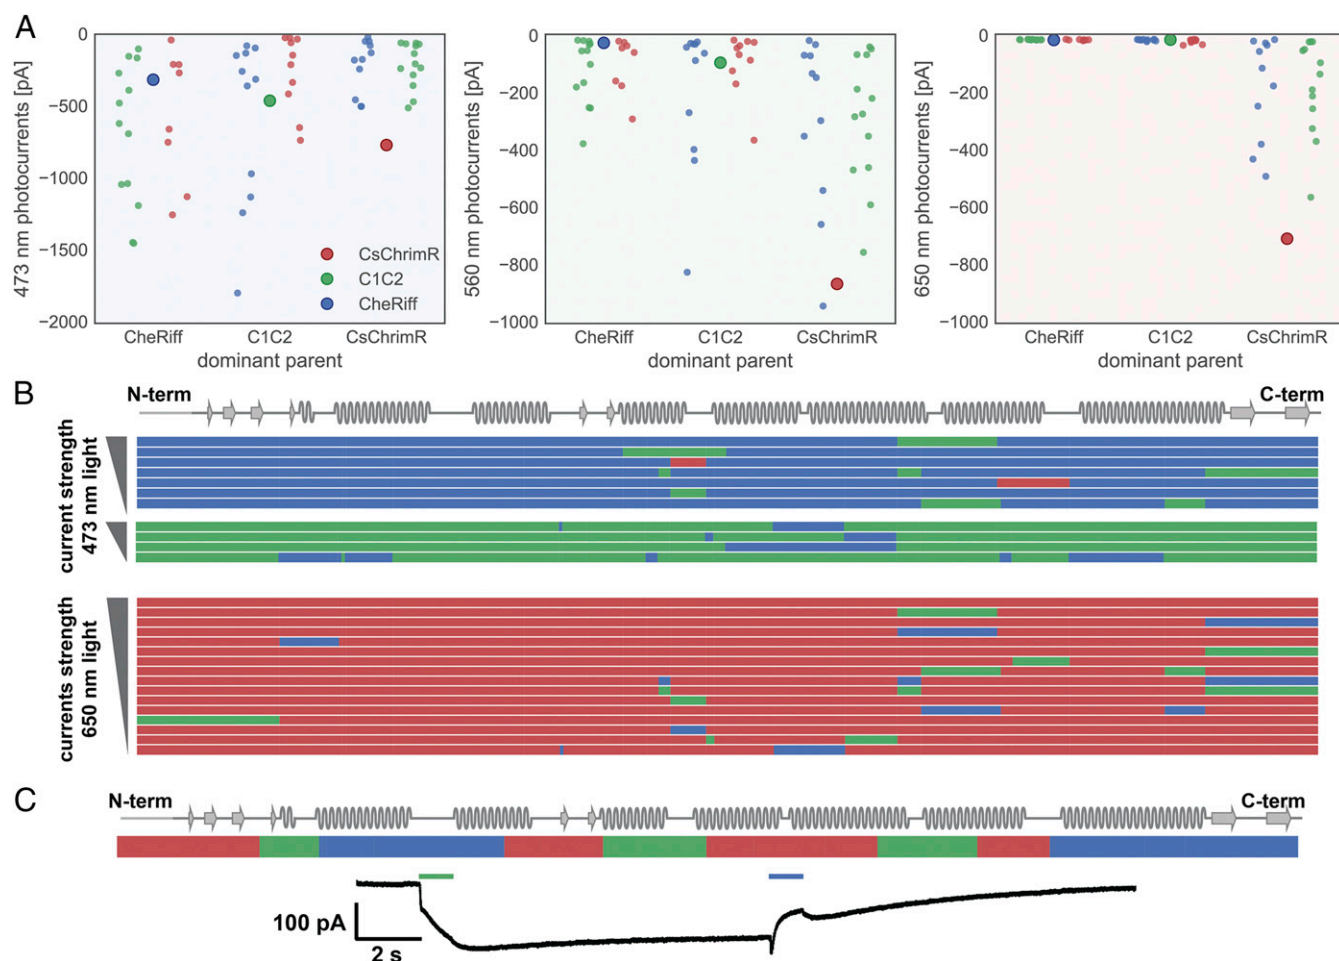 A
473 nm photocurrents [pA]
0
−500
−1000
−1500
−2000
CsChrimR
C1C2
CheRiff
CheRiff
C1C2
CsChrimR
dominant parent
560 nm photocurrents [pA]
0
−200
−400
−600
−800
−1000
CheRiff
C1C2
CsChrimR
dominant parent
650 nm photocurrents [pA]
0
−200
−400
−600
−800
−1000
CheRiff
C1C2
CsChrimR
dominant parent
B
N-term
C-term
current strength
473 nm light
currents strength
650 nm light
C
N-term
C-term
100 pA
2 s